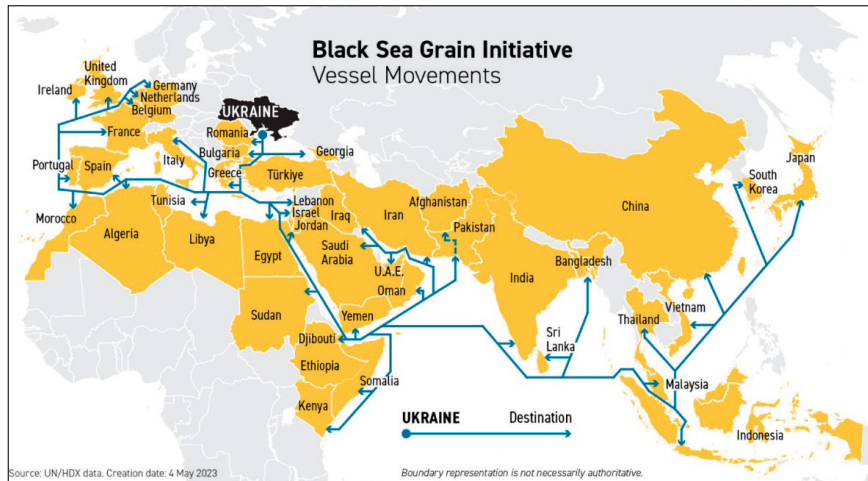 Black Sea Grain Initiative
Vessel Movements
United
Kingdom
Ireland
Germany
Netherlands
Belgium
UKRAINE
France
Romania
Bulgaria
Georgia
Portugal
Spain
Italy
Greece
Türkiye
Morocco
Tunisia
Lebanon
Israel
Jordan
Iraq
Iran
Afghanistan
Pakistan
China
South
Korea
Japan
Algeria
Libya
Egypt
Saudi
Arabia
U.A.E.
Oman
India
Bangladesh
Sudan
Yemen
Djibouti
Ethiopia
Somalia
Kenya
Sri
Lanka
Thailand
Vietnam
Malaysia
Indonesia
UKRAINE Destination
Source: UN/HDX data, Creation date: 4 May 2023
Boundary representation is not necessarily authoritative.